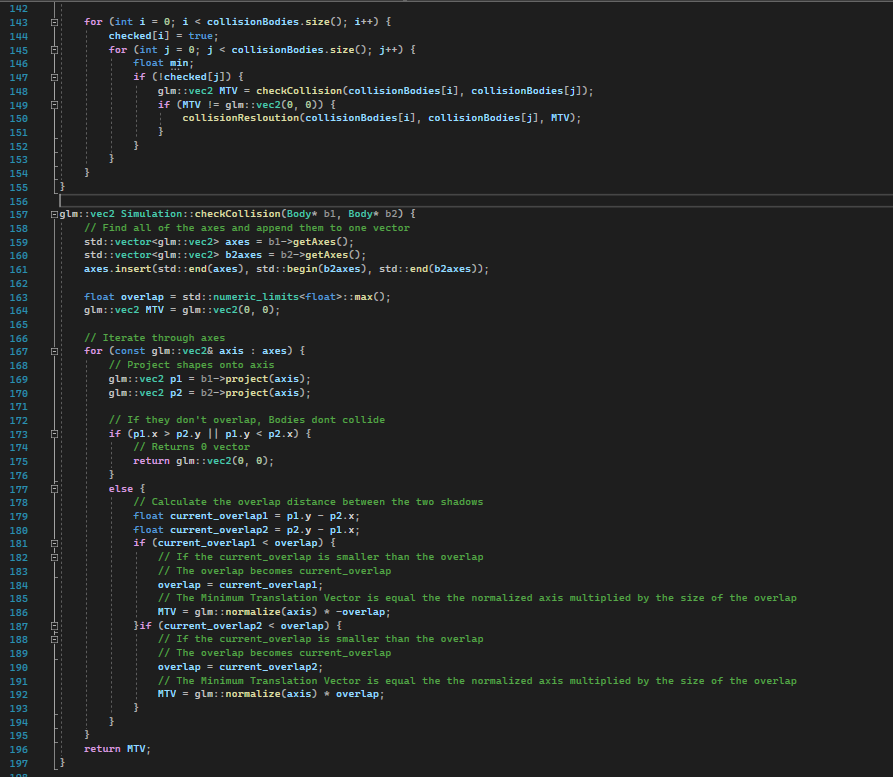 142
143 for (int i = 0; i < collisionBodies.size(); i++) {
144 checked[i] = true;
145 for (int j = 0; j < collisionBodies.size(); j++) {
146 float min;
147 if (!checked[j]) {
148 glm::vec2 MTV = checkCollision(collisionBodies[i], collisionBodies[j]);
149 if (MTV != glm::vec2(0, 0)) {
150 collisionResloution(collisionBodies[i], collisionBodies[j], MTV);
151 }
152 }
153 }
154 }
155 }
156
157 glm::vec2 Simulation::checkCollision(Body* b1, Body* b2) {
158 // Find all of the axes and append them to one vector
159 std::vector<glm::vec2> axes = b1->getAxes();
160 std::vector<glm::vec2> b2axes = b2->getAxes();
161 axes.insert(std::end(axes), std::begin(b2axes), std::end(b2axes));
162
163 float overlap = std::numeric_limits<float>::max();
164 glm::vec2 MTV = glm::vec2(0, 0);
165
166 // Iterate through axes
167 for (const glm::vec2& axis : axes) {
168 // Project shapes onto axis
169 glm::vec2 p1 = b1->project(axis);
170 glm::vec2 p2 = b2->project(axis);
171
172 // If they don't overlap, Bodies dont collide
173 if (p1.x > p2.y || p1.y < p2.x) {
174 // Returns 0 vector
175 return glm::vec2(0, 0);
176 }
177 else {
178 // Calculate the overlap distance between the two shadows
179 float current_overlap1 = p1.y - p2.x;
180 float current_overlap2 = p2.y - p1.x;
181 if (current_overlap1 < overlap) {
182 // If the current_overlap is smaller than the overlap
183 // The overlap becomes current_overlap
184 overlap = current_overlap1;
185 // The Minimum Translation Vector is equal the the normalized axis multiplied by the size of the overlap
186 MTV = glm::normalize(axis) * -overlap;
187 }if (current_overlap2 < overlap) {
188 // If the current_overlap is smaller than the overlap
189 // The overlap becomes current_overlap
190 overlap = current_overlap2;
191 // The Minimum Translation Vector is equal the the normalized axis multiplied by the size of the overlap
192 MTV = glm::normalize(axis) * overlap;
193 }
194 }
195 }
196 return MTV;
197 }